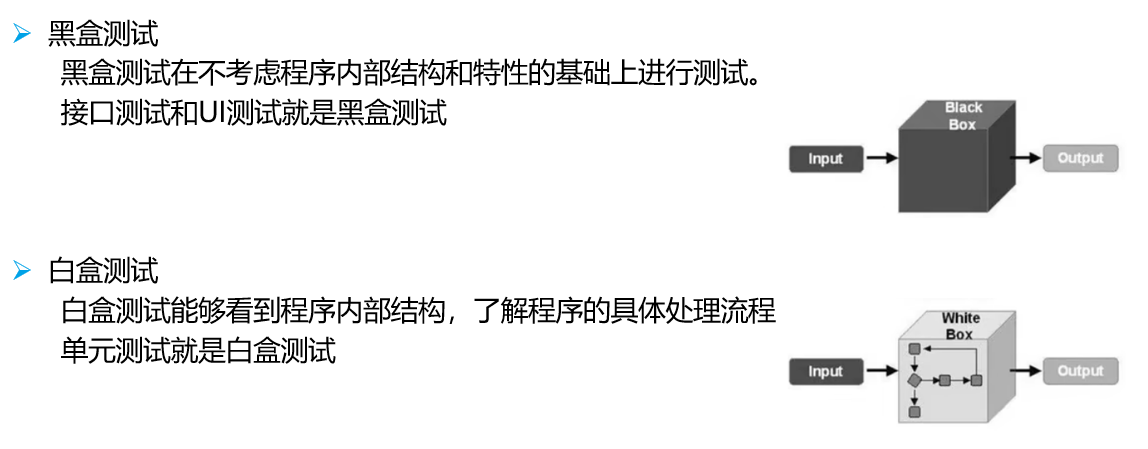 黑盒测试
黑盒测试在不考虑程序内部结构和特性的基础上进行测试。
接口测试和UI测试就是黑盒测试
Black
Box
Input
Output
白盒测试
白盒测试能够看到程序内部结构，了解程序的具体处理流程
单元测试就是白盒测试
White
Box
Input
Output